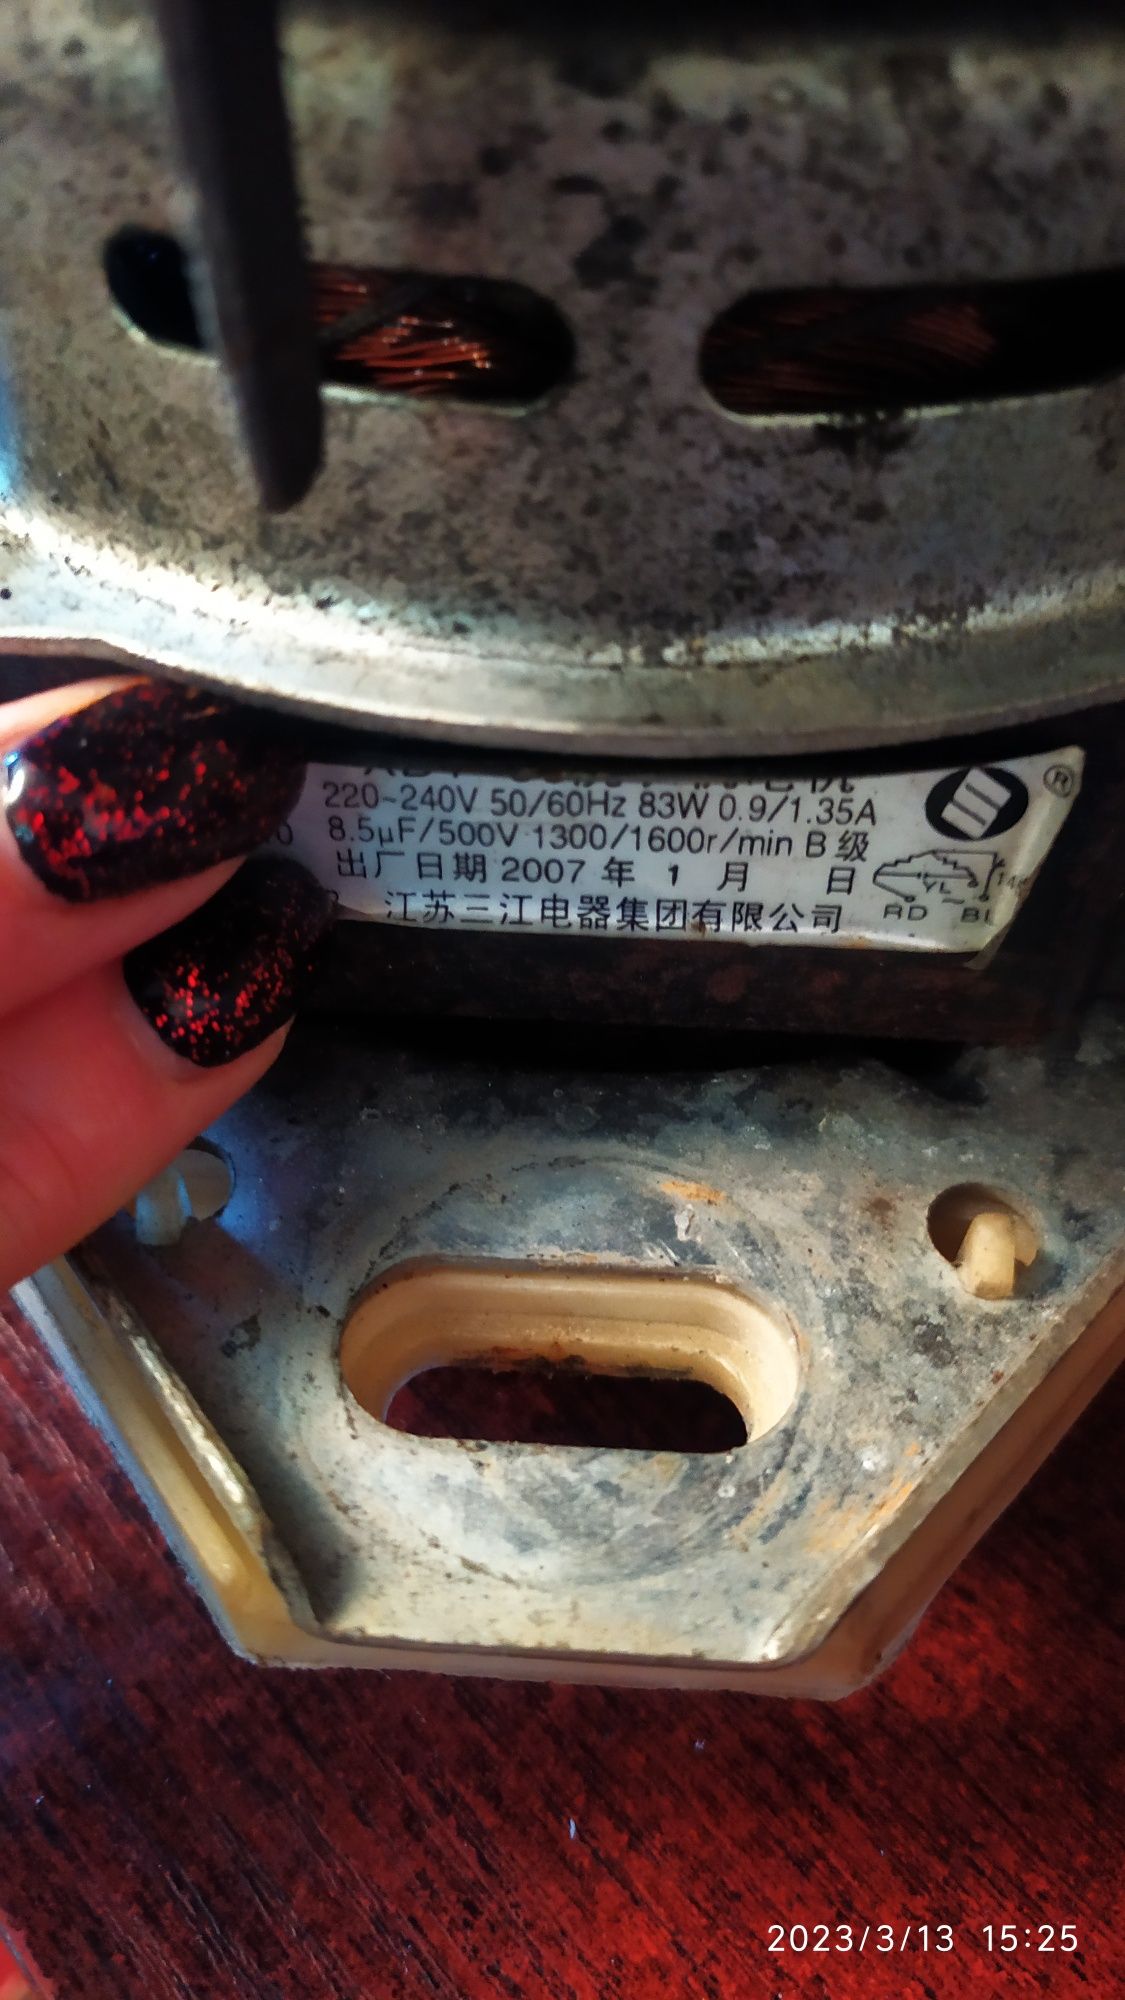 220~240V 50/60Hz 83W 0.9/1.35A
8.5μF/500V 1300/1600r/min B 级
出厂日期 2007 年 1 月 日
江苏三江电器集团有限公司
®
YL
RD BL
2023/3/13 15:25